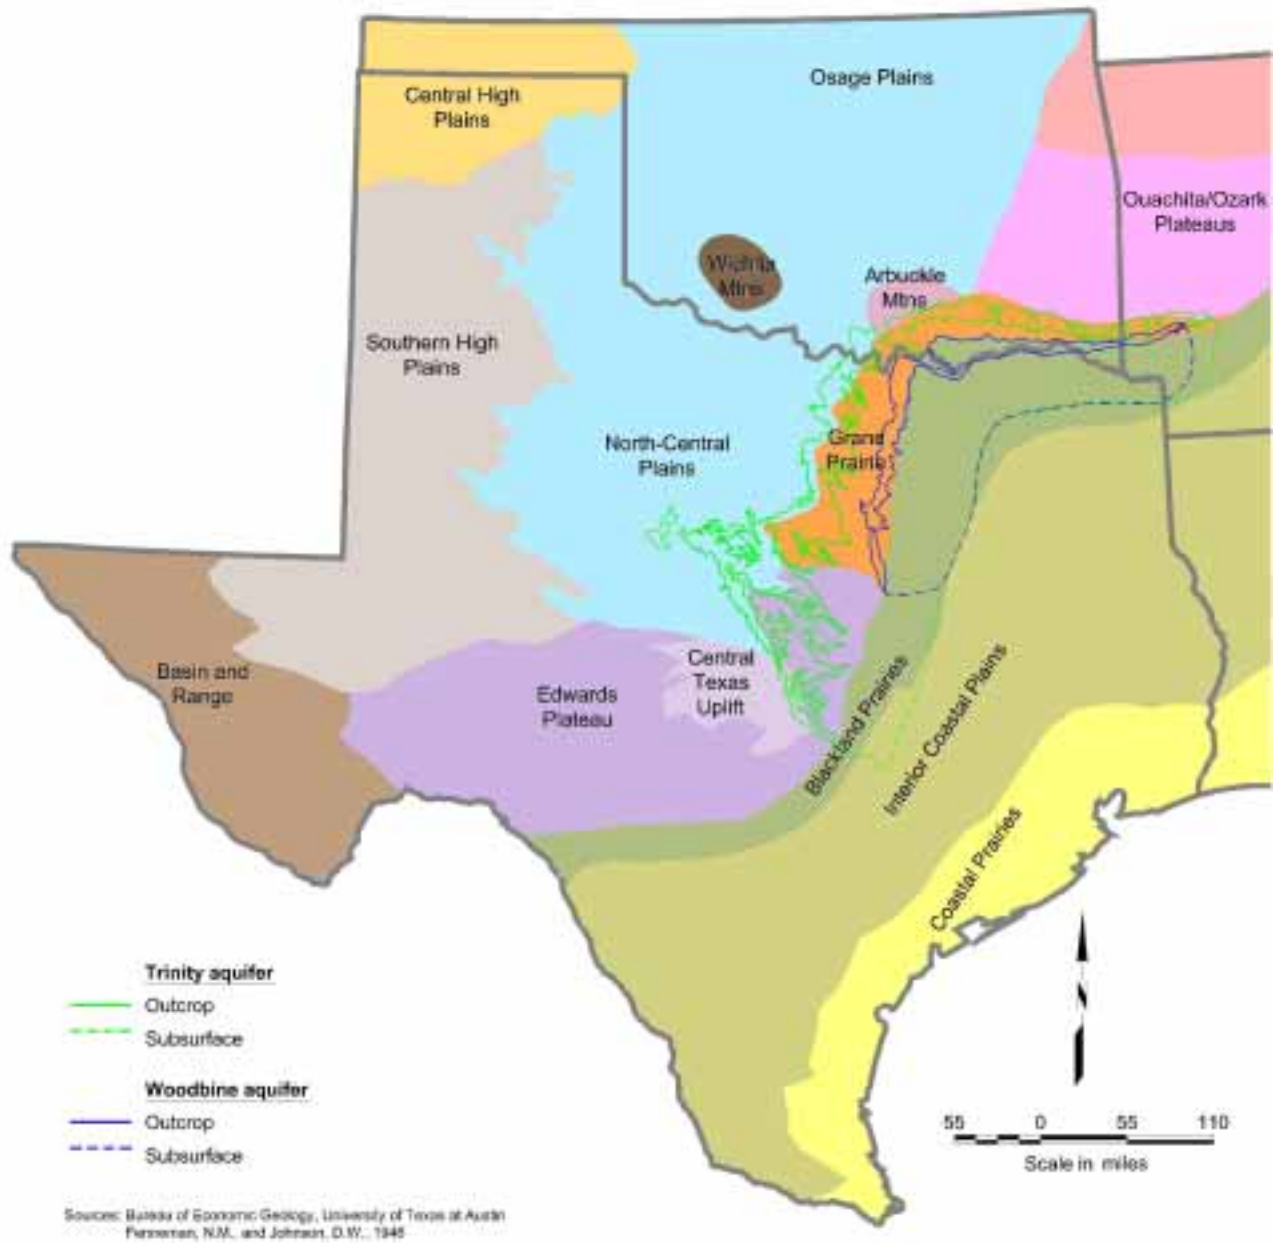 Osage Plains
Central High
Plains
Ouachita/Ozark
Plateaus
Wichita
Mtns
Arbuckle
Mtns
Southern High
Plains
North-Central
Plains
Grand
Prairie
Basin and
Range
Central
Texas
Uplift
Edwards
Plateau
Blackland Prairies
Interior Coastal Plains
Coastal Prairies
Trinity aquifer
Outcrop
Subsurface
Woodbine aquifer
Outcrop
Subsurface
N
55 0 55 110
Scale in miles
Sources: Bureau of Economic Geology, University of Texas at Austin
Fenneman, N.M., and Johnson, D.W., 1946